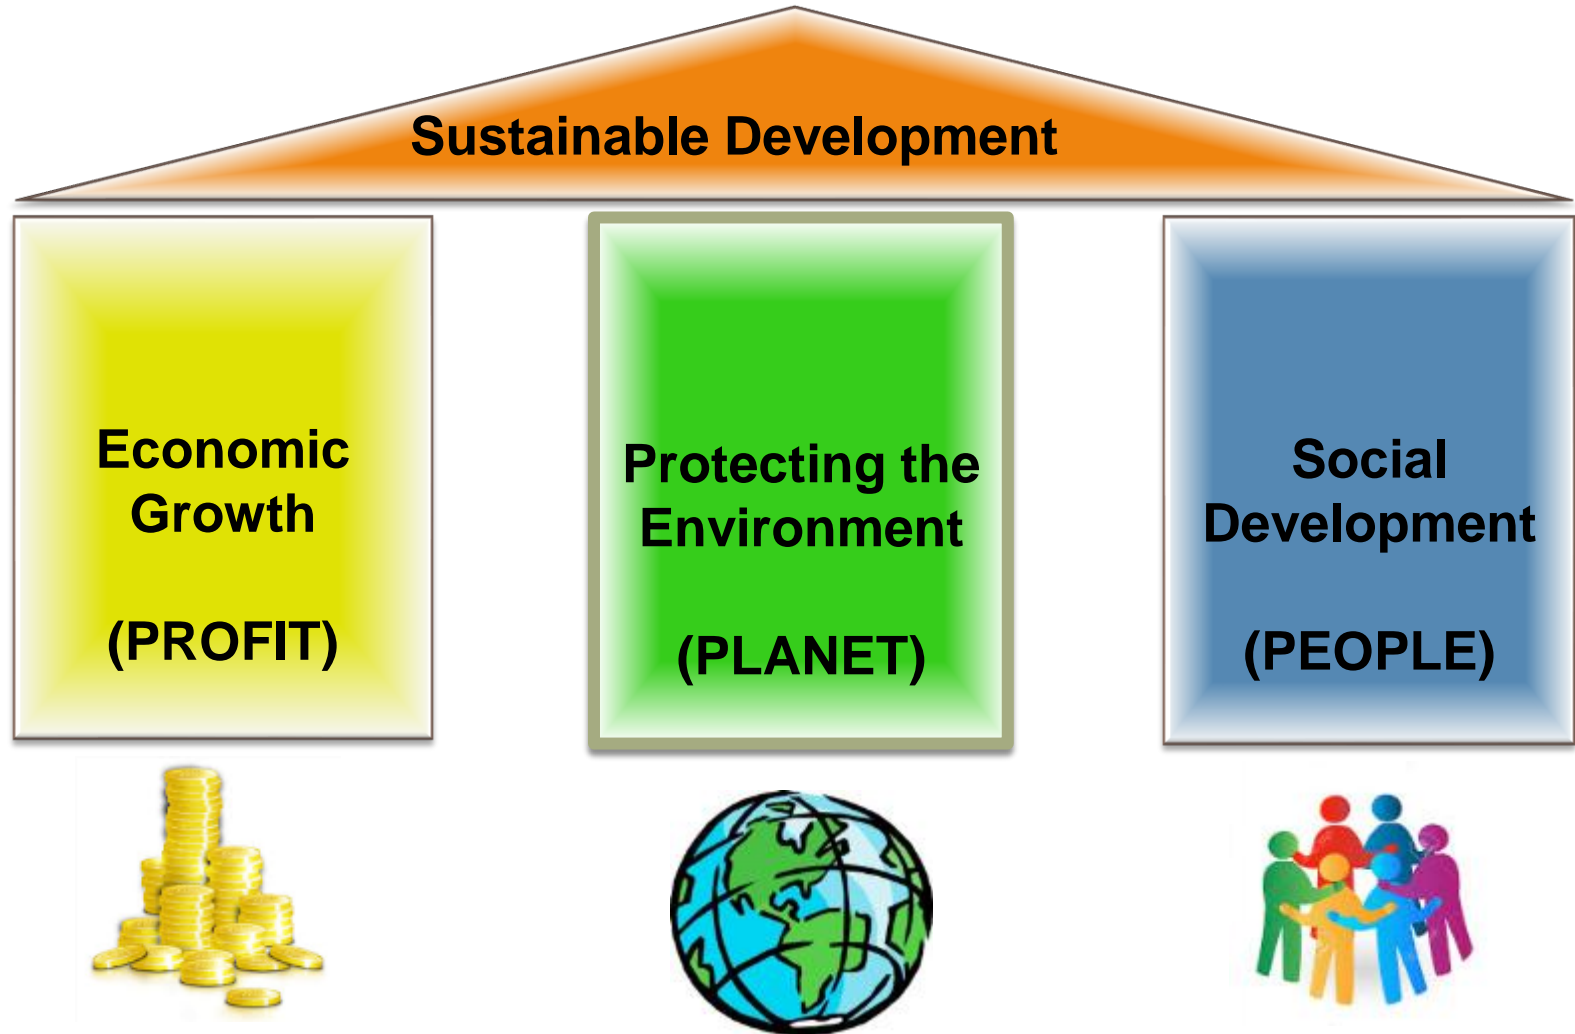 Sustainable Development
Economic
Growth
(PROFIT)
Protecting the
Environment
(PLANET)
Social
Development
(PEOPLE)